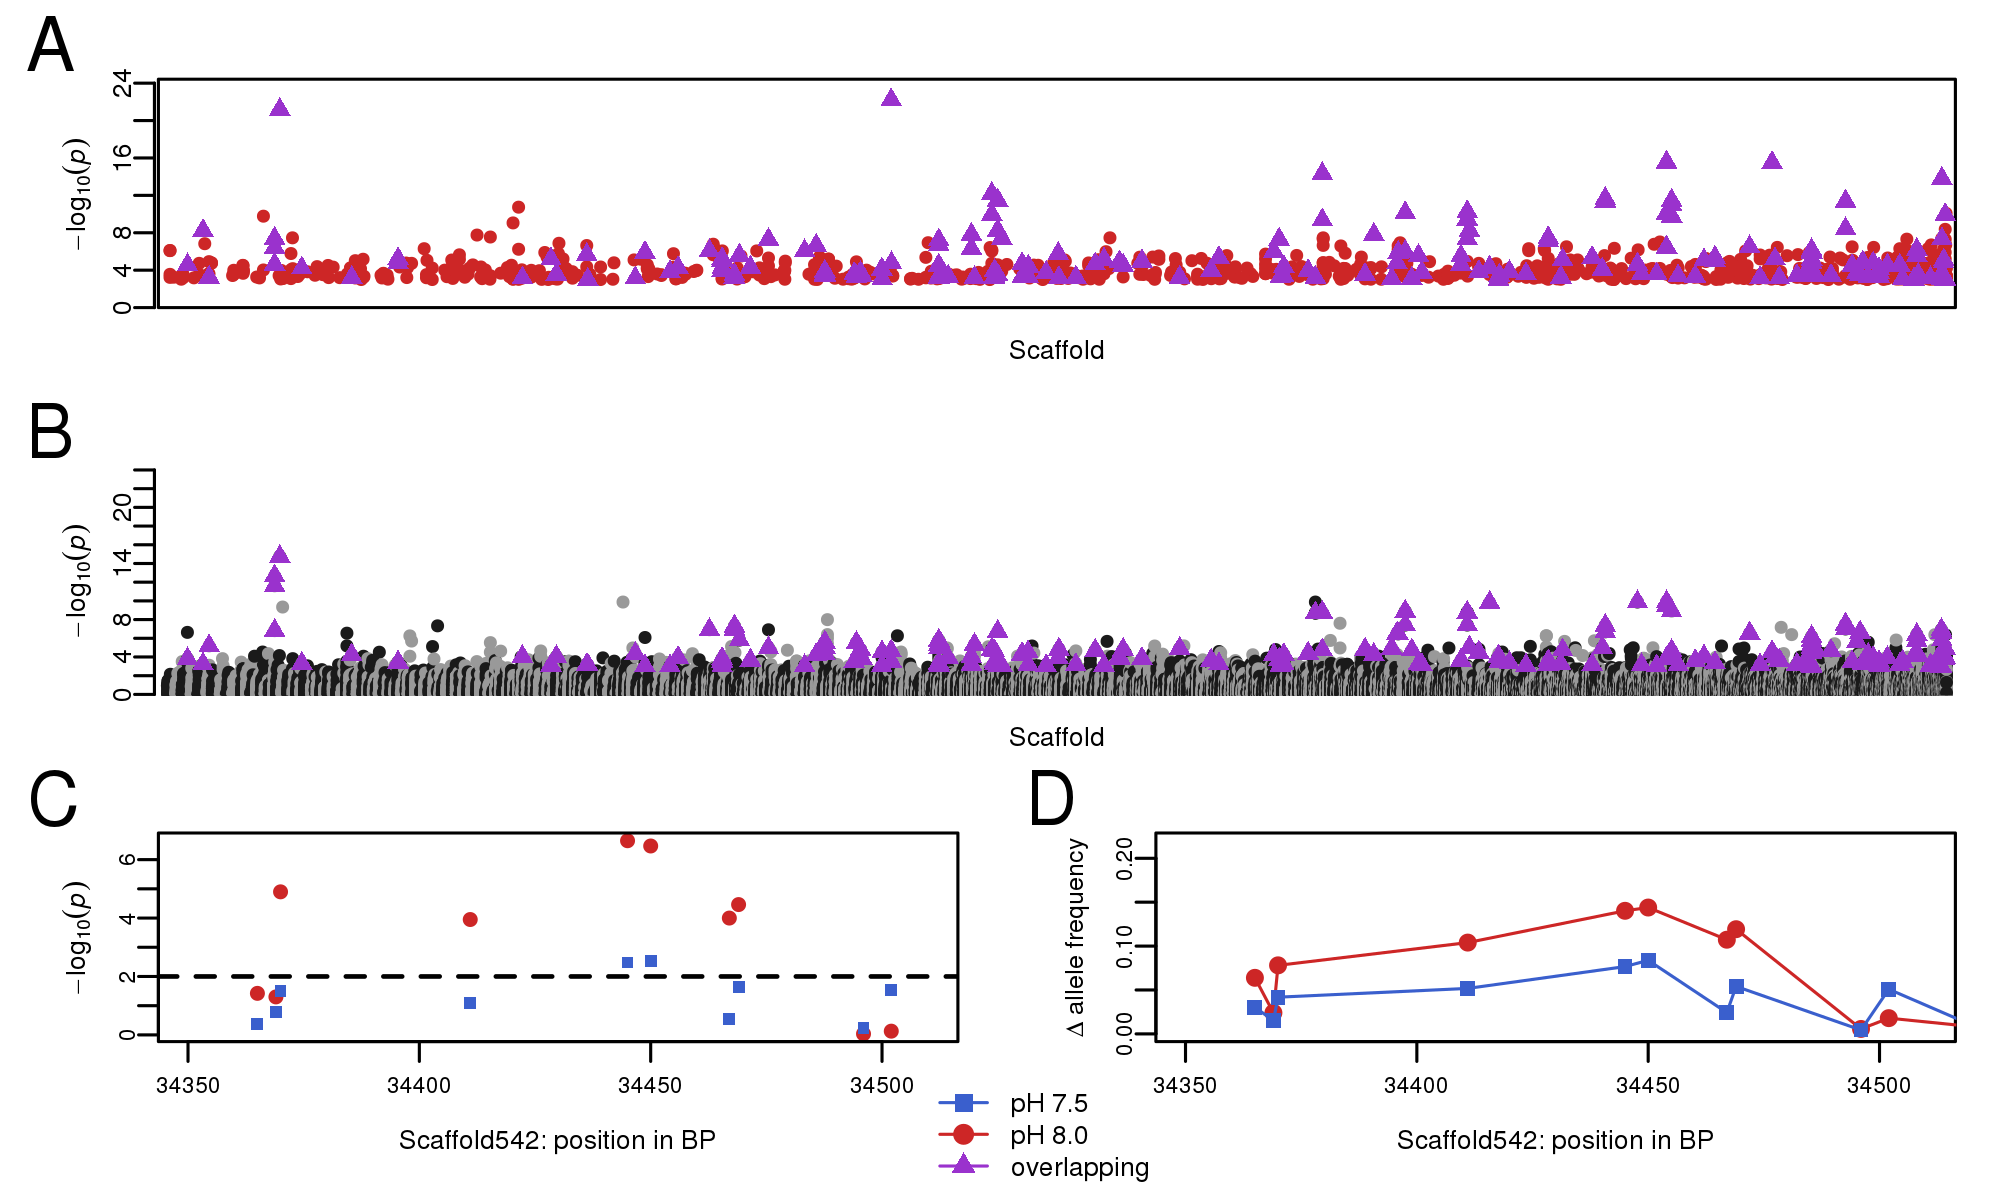 A
24
16
8
4
0
−log10(p)
Scaffold
B
20
14
8
4
0
−log10(p)
Scaffold
C
6
4
2
0
−log10(p)
34350 34400 34450 34500
Scaffold542: position in BP
D
0.20
0.10
0.00
Δ allele frequency
34350 34400 34450 34500
Scaffold542: position in BP
pH 7.5
pH 8.0
overlapping